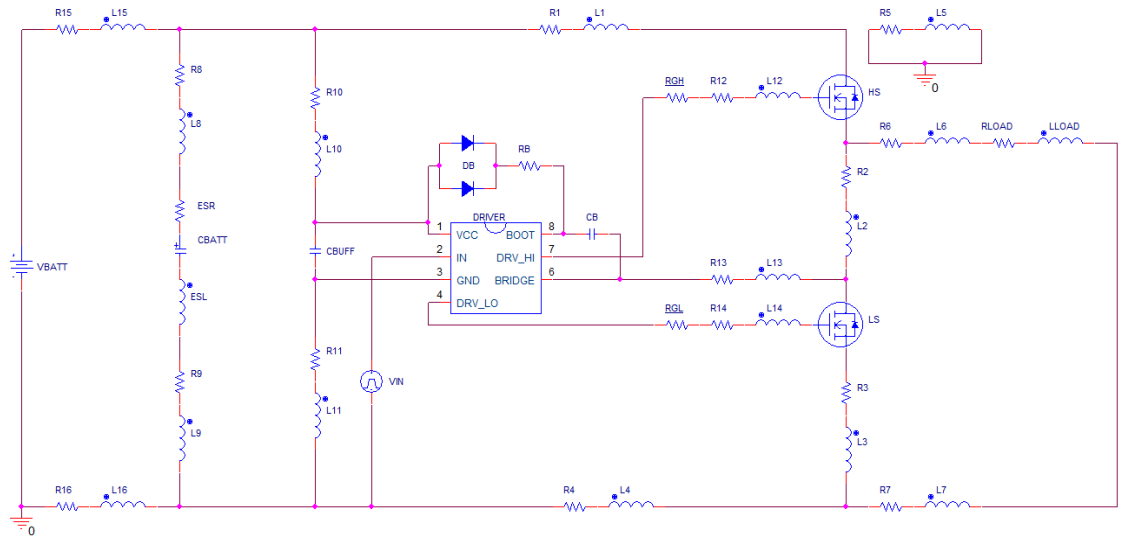 R15 L15 R1 L1 R5 L5
R8 RGH R12 L12 HS 0
R10
L8 L10 R6 L6 RLOAD LLOAD
DB RB R2
ESR DRIVER CB
1 VCC BOOT 8 L2
CBATT CBUFF 2 IN DRV_HI 7
VBATT 3 GND BRIDGE 6 R13 L13
ESL 4 DRV_LO RGL R14 L14 LS
R11
R9 VIN R3
L11
L9 L3
R16 L16 R4 L4 R7 L7
0